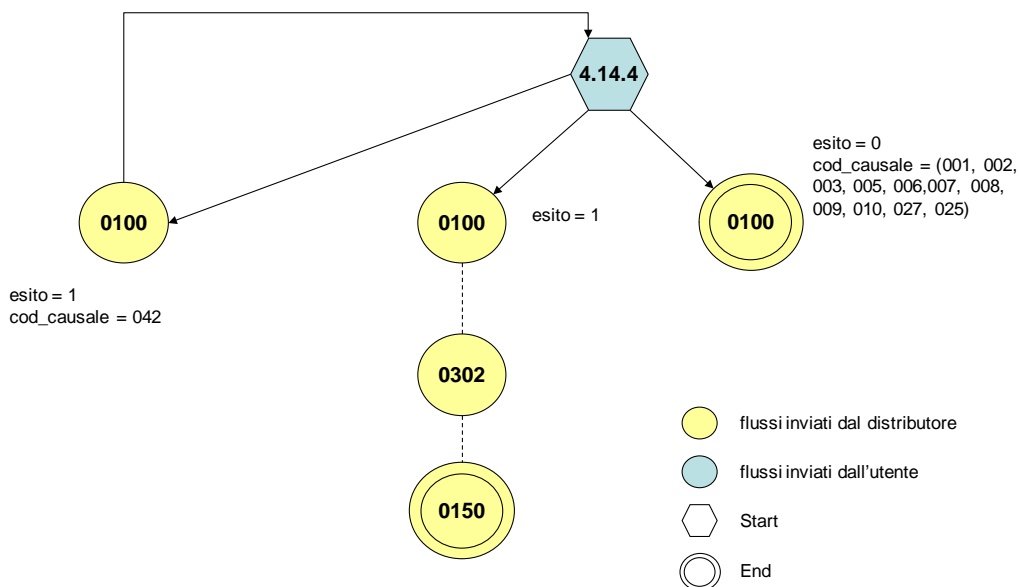 4.14.4
esito = 0
cod_causale = (001, 002,
003, 005, 006,007, 008,
009, 010, 027, 025)
0100
0100
esito = 1
0100
esito = 1
cod_causale = 042
0302
flussi inviati dal distributore
flussi inviati dall'utente
0150
Start
End